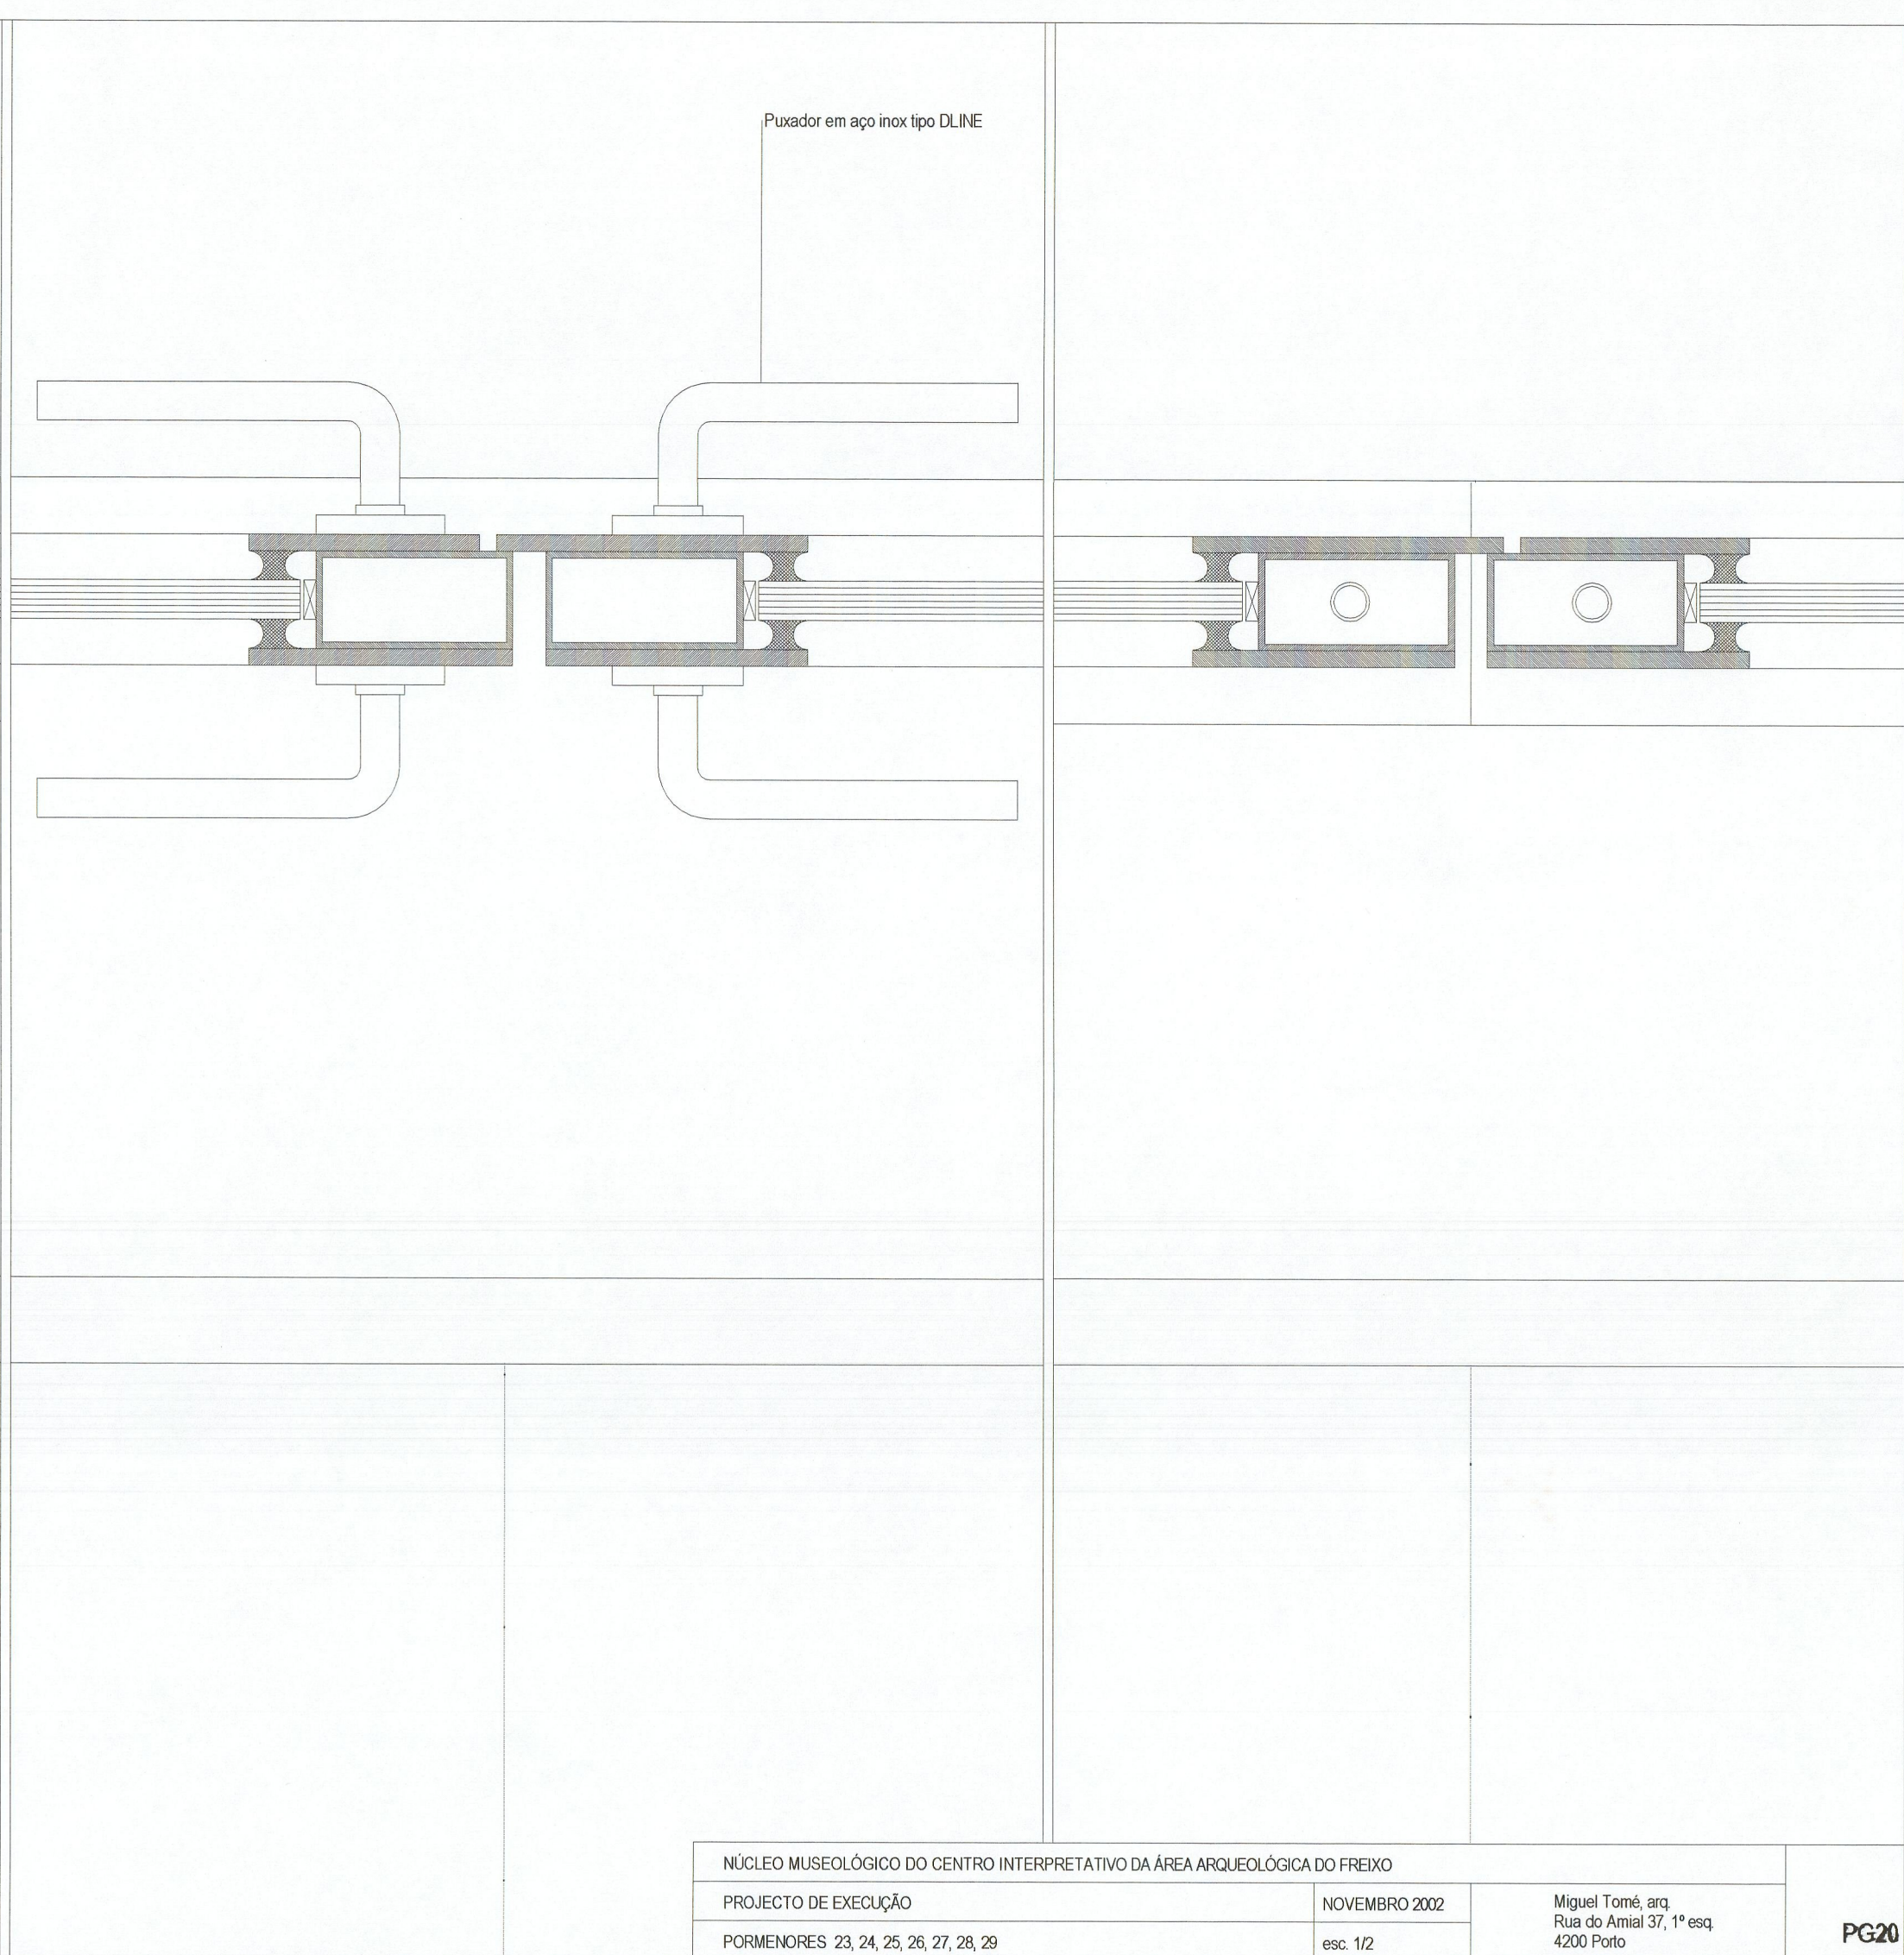 Puxador em aço inox tipo DLINE
NÚCLEO MUSEOLÓGICO DO CENTRO INTERPRETATIVO DA ÁREA ARQUEOLÓGICA DO FREIXO
PROJECTO DE EXECUÇÃO
NOVEMBRO 2002
PORMENORES 23, 24, 25, 26, 27, 28, 29
esc. 1/2
Miguel Tomé, arq.
Rua do Amial 37, 1º esq.
4200 Porto
PG20